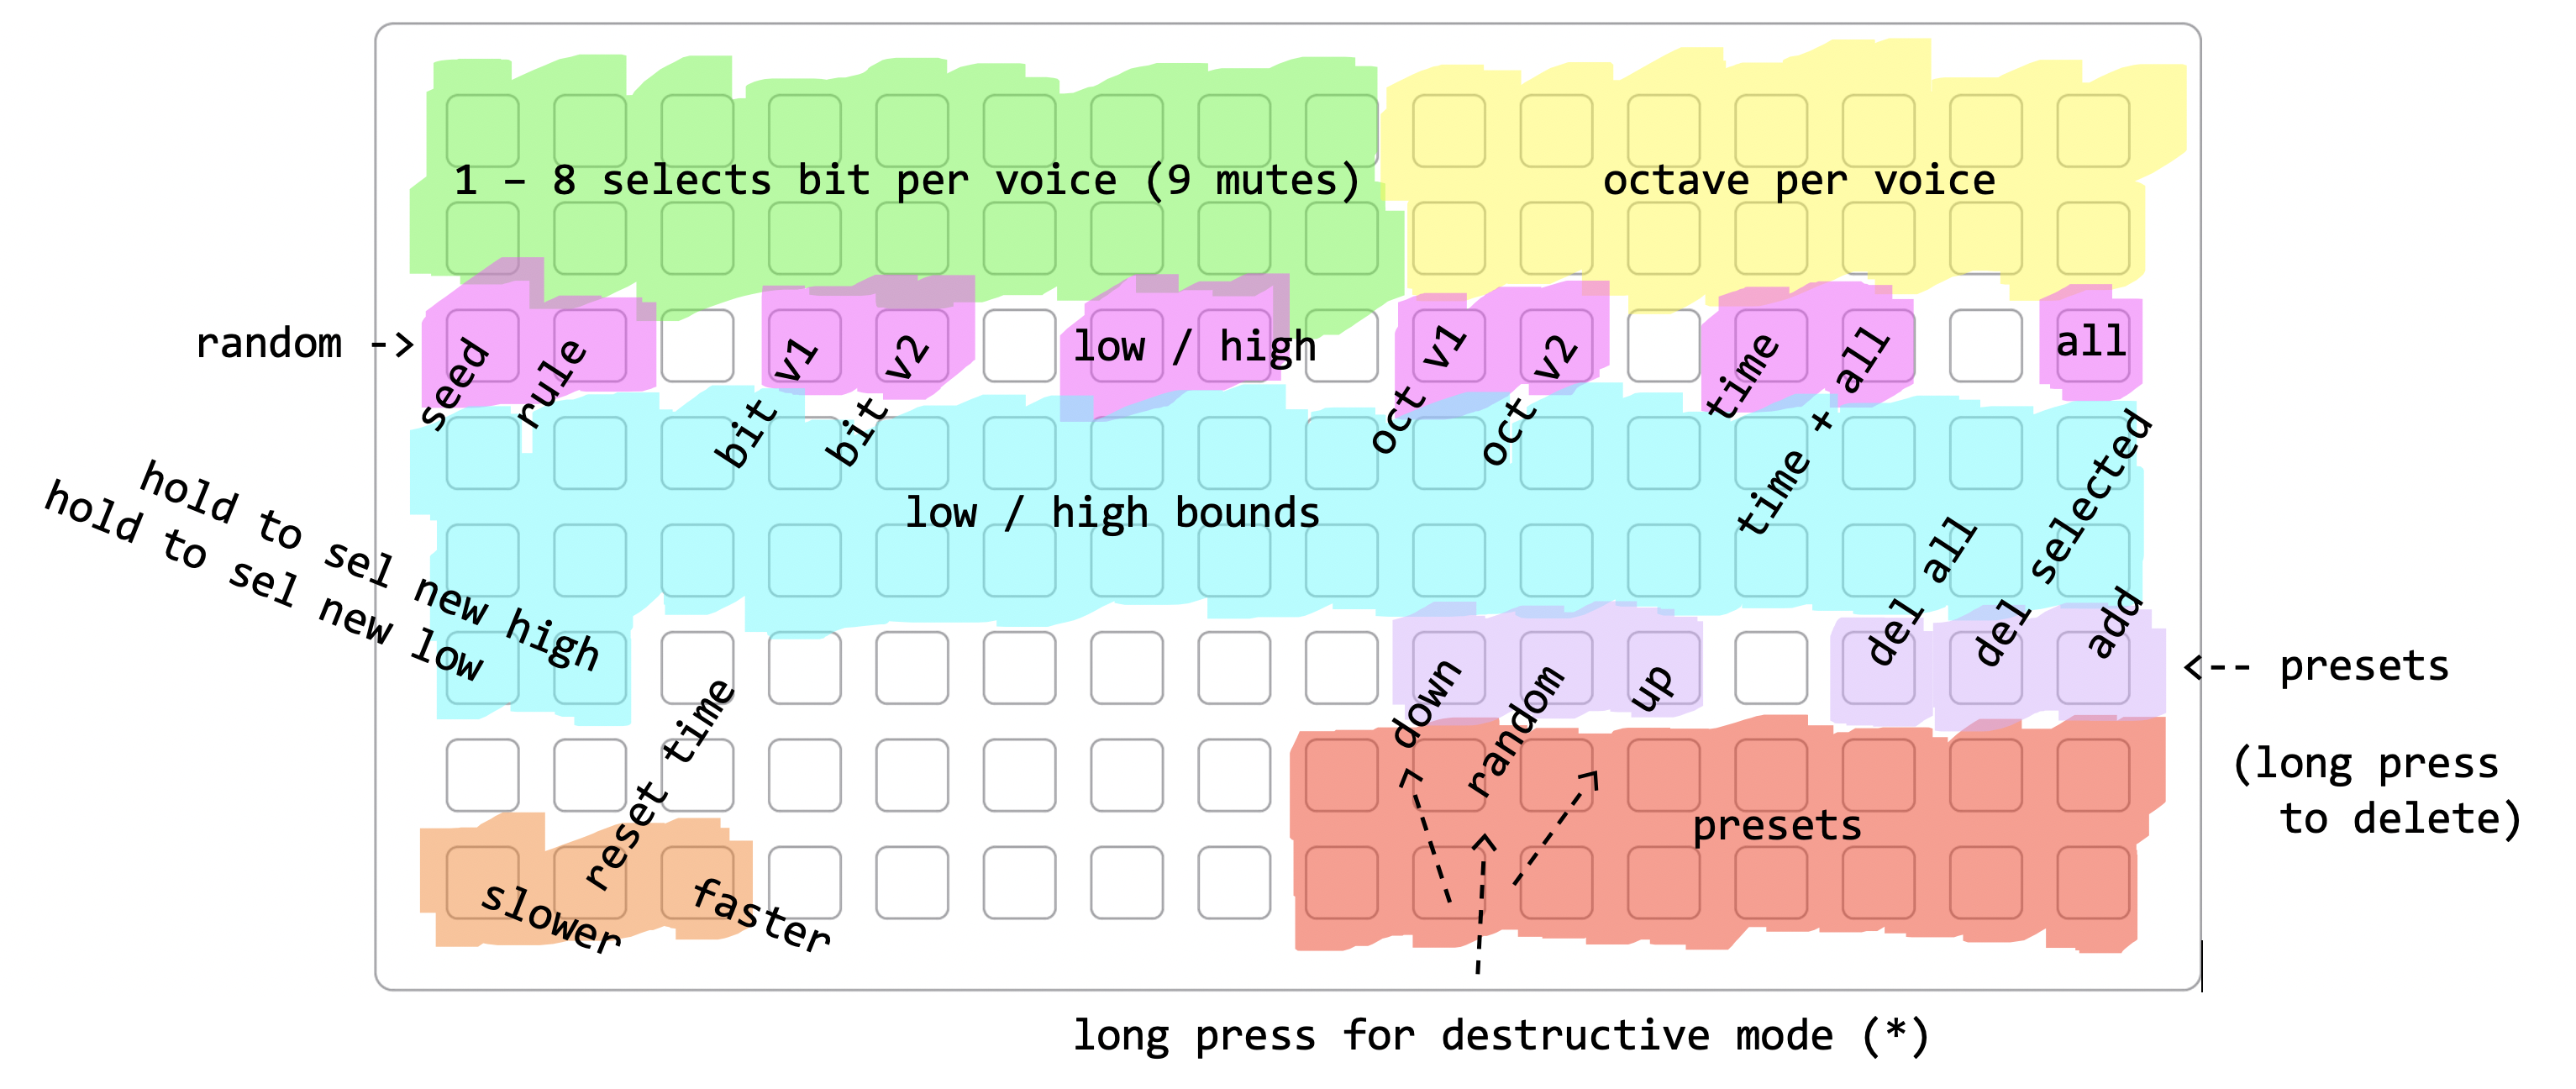 1 – 8 selects bit per voice (9 mutes)
octave per voice
random ->
seed
rule
bit v1
bit v2
low / high
oct v1
oct v2
time
time + all
all
low / high bounds
hold to sel new high
hold to sel new low
down
random
up
del all
del selected
add
<-- presets
(long press
to delete)
reset time
slower
faster
presets
long press for destructive mode (*)